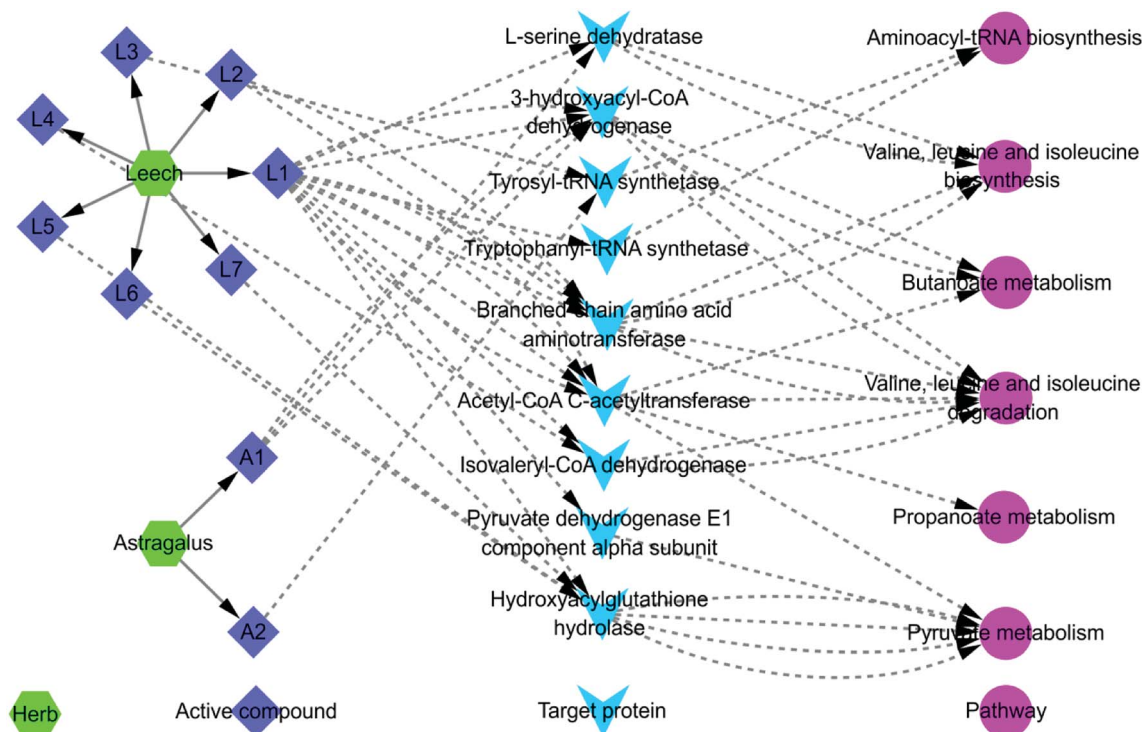 L3
L2
L4
Leech
L1
L5
L6
L7
A1
Astragalus
A2
L-serine dehydratase
3-hydroxyacyl-CoA
dehydrogenase
Tyrosyl-tRNA synthetase
Tryptophanyl-tRNA synthetase
Branched-chain amino acid
aminotransferase
Acetyl-CoA C-acetyltransferase
Isovaleryl-CoA dehydrogenase
Pyruvate dehydrogenase E1
component alpha subunit
Hydroxyacylglutathione
hydrolase
Aminoacyl-tRNA biosynthesis
Valine, leucine and isoleucine
biosynthesis
Butanoate metabolism
Valine, leucine and isoleucine
degradation
Propanoate metabolism
Pyruvate metabolism
Herb
Active compound
Target protein
Pathway